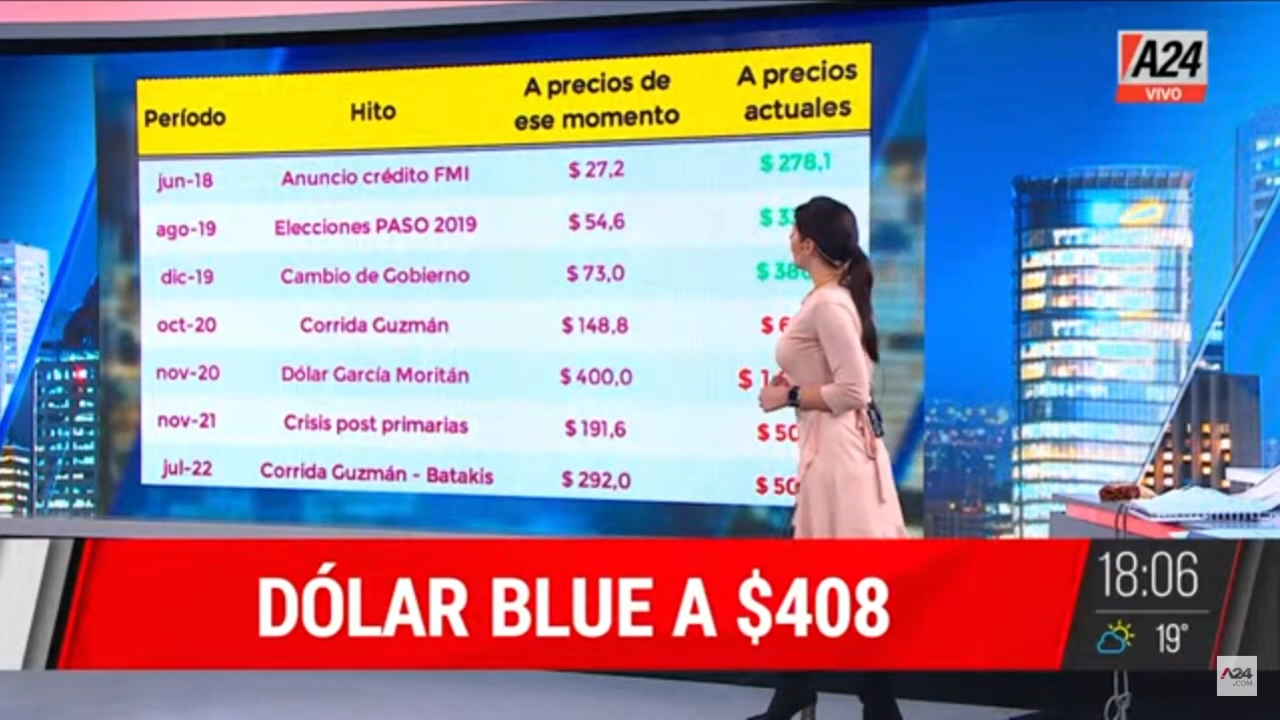 Período Hito A precios de ese momento A precios actuales
jun-18 Anuncio crédito FMI $ 27,2 $ 278,1
ago-19 Elecciones PASO 2019 $ 54,6
dic-19 Cambio de Gobierno $ 73,0
oct-20 Corrida Guzmán $ 148,8
nov-20 Dólar García Moritán $ 400,0
nov-21 Crisis post primarias $ 191,6
jul-22 Corrida Guzmán - Batakis $ 292,0
A24
VIVO
DÓLAR BLUE A $408
18:06
19°
A24
.COM